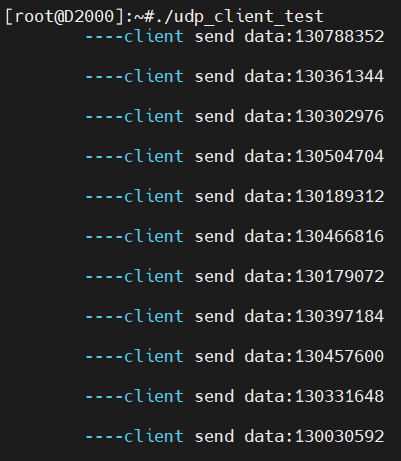 [root@D2000]:~#./udp_client_test
----client send data:130788352
----client send data:130361344
----client send data:130302976
----client send data:130504704
----client send data:130189312
----client send data:130466816
----client send data:130179072
----client send data:130397184
----client send data:130457600
----client send data:130331648
----client send data:130030592